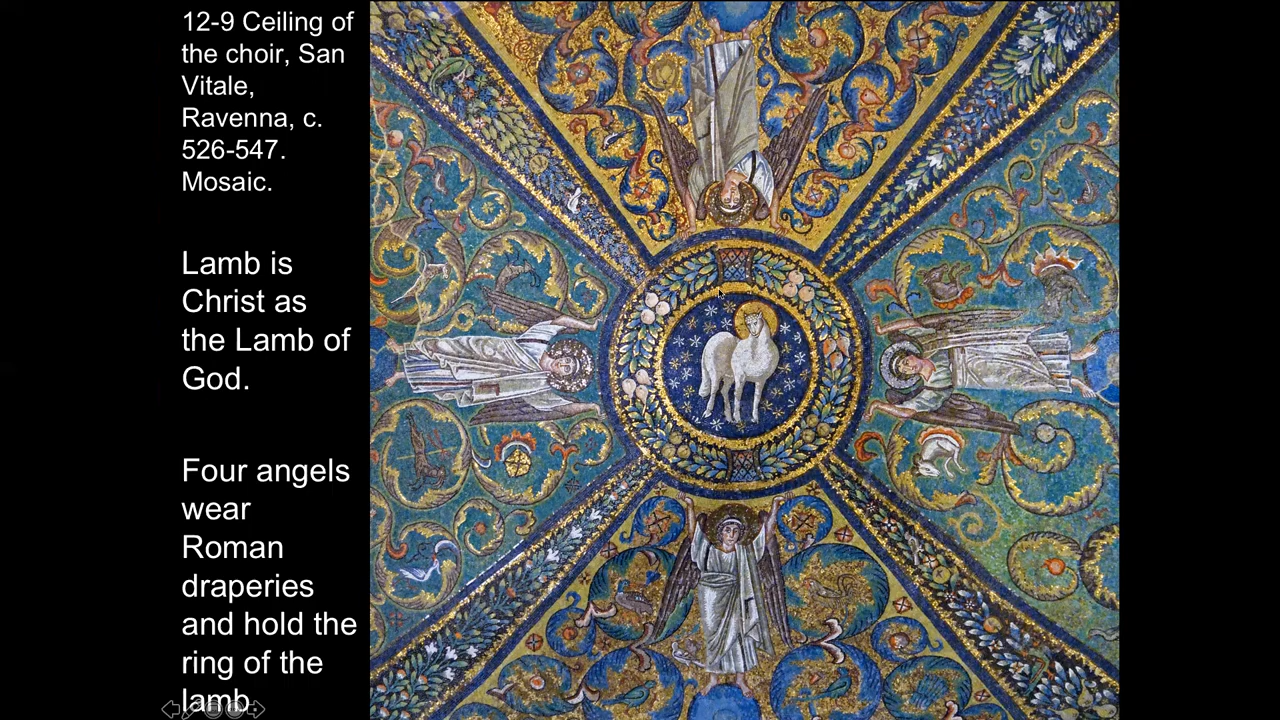 12-9 Ceiling of
the choir, San
Vitale,
Ravenna, c.
526-547.
Mosaic.
Lamb is
Christ as
the Lamb of
God.
Four angels
wear
Roman
draperies
and hold the
ring of the
lamb